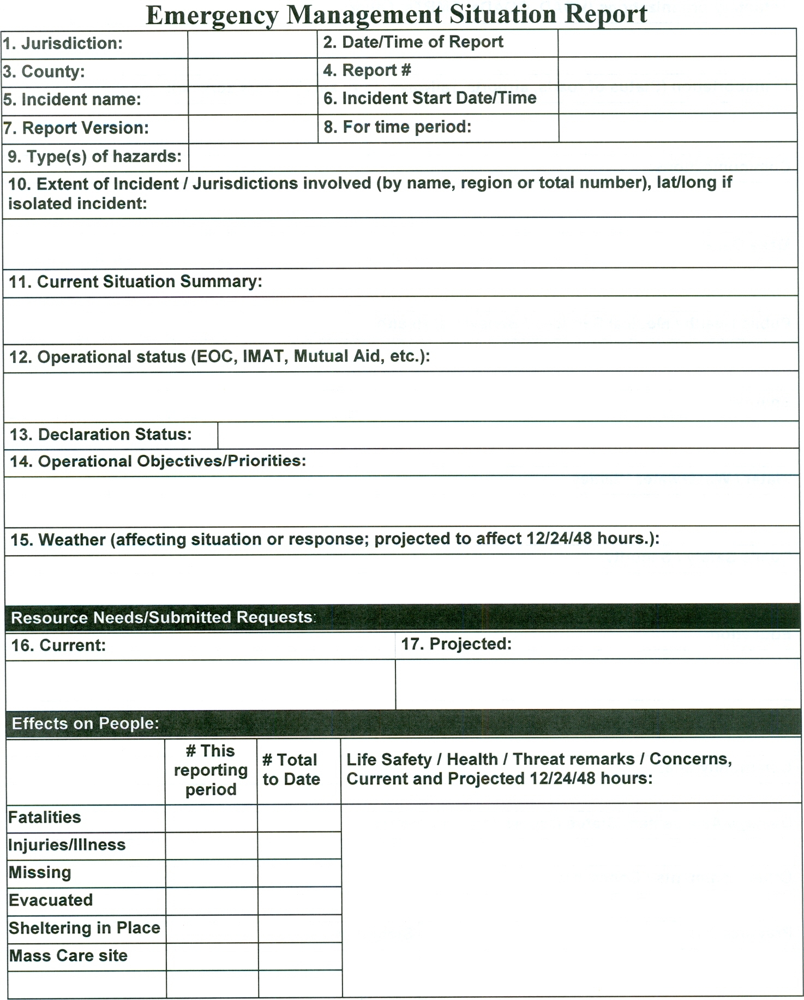 Emergency Management Situation Report
1. Jurisdiction:
2. Date/Time of Report
3. County:
4. Report #
5. Incident name:
6. Incident Start Date/Time
7. Report Version:
8. For time period:
9. Type(s) of hazards:
10. Extent of Incident / Jurisdictions involved (by name, region or total number), lat/long if
isolated incident:
11. Current Situation Summary:
12. Operational status (EOC, IMAT, Mutual Aid, etc.):
13. Declaration Status:
14. Operational Objectives/Priorities:
15. Weather (affecting situation or response; projected to affect 12/24/48 hours.):
Resource Needs/Submitted Requests:
16. Current:
17. Projected:
Effects on People:
# This
reporting
period
# Total
to Date
Life Safety / Health / Threat remarks / Concerns,
Current and Projected 12/24/48 hours:
Fatalities
Injuries/Illness
Missing
Evacuated
Sheltering in Place
Mass Care site